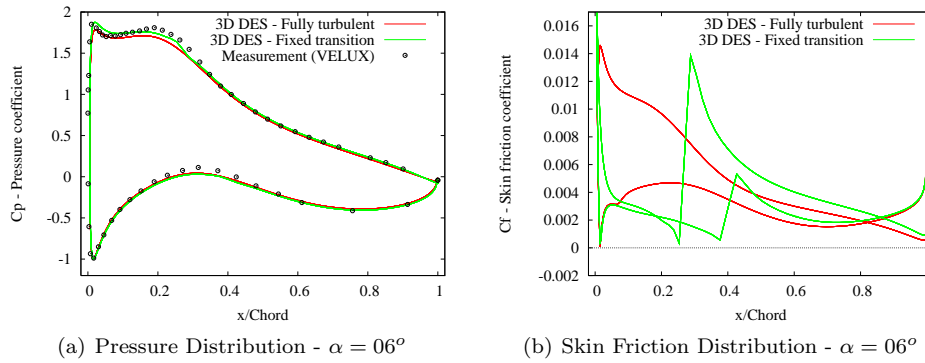 3D DES - Fully turbulent
3D DES - Fixed transition
Measurement (VELUX)
Cp - Pressure coefficient
2
1.5
1
0.5
0
-0.5
-1
0 0.2 0.4 0.6 0.8 1
x/Chord
(a) Pressure Distribution - α = 06°
3D DES - Fully turbulent
3D DES - Fixed transition
Cf - Skin friction coefficient
0.016
0.014
0.012
0.01
0.008
0.006
0.004
0.002
0
-0.002
0 0.2 0.4 0.6 0.8
x/Chord
(b) Skin Friction Distribution - α = 06°